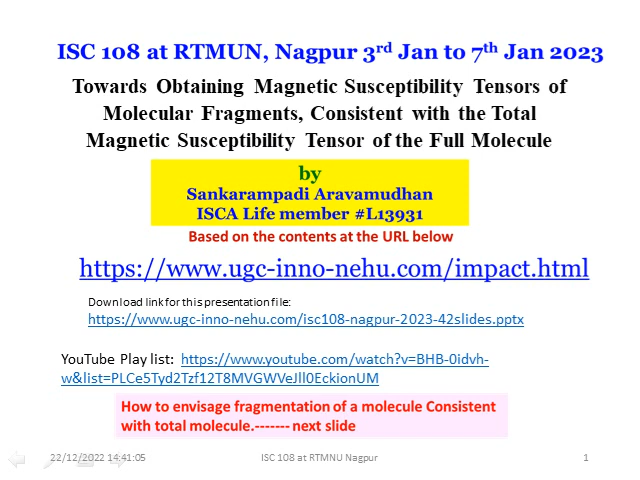 ISC 108 at RTMUN, Nagpur 3rd Jan to 7th Jan 2023
Towards Obtaining Magnetic Susceptibility Tensors of
Molecular Fragments, Consistent with the Total
Magnetic Susceptibility Tensor of the Full Molecule
by
Sankarampadi Aravamudhan
ISCA Life member #L13931
Based on the contents at the URL below
https://www.ugc-inno-nehu.com/impact.html
Download link for this presentation file:
https://www.ugc-inno-nehu.com/isc108-nagpur-2023-42slides.pptx
YouTube Play list: https://www.youtube.com/watch?v=BHB-0idvh-
w&list=PLCe5Tyd2Tzf12T8MVGWVeJll0EckionUM
How to envisage fragmentation of a molecule Consistent
with total molecule.------- next slide
22/12/2022 14:41:05 ISC 108 at RTMNU Nagpur 1